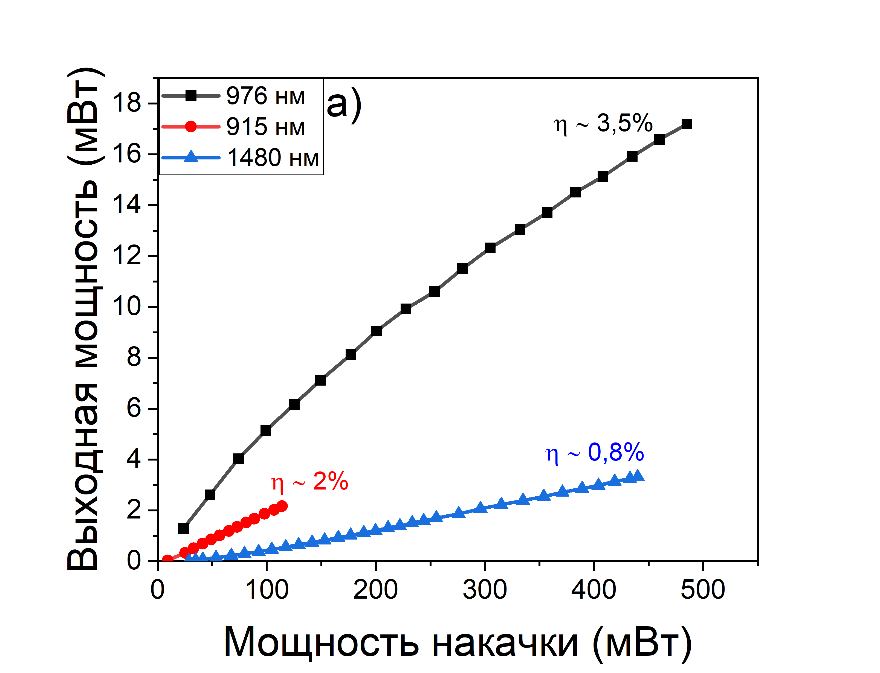 976 нм
915 нм
1480 нм
а)
η ~ 3,5%
η ~ 2%
η ~ 0,8%
Выходная мощность (мВт)
18
16
14
12
10
8
6
4
2
0
0 100 200 300 400 500
Мощность накачки (мВт)